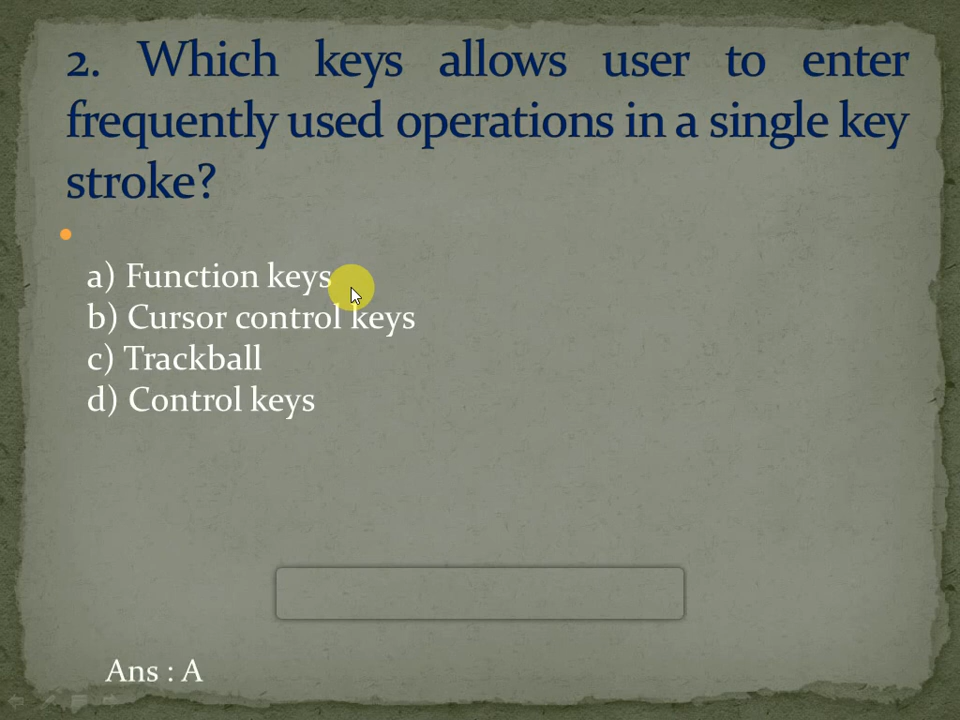 2. Which keys allows user to enter
frequently used operations in a single key
stroke?
a) Function keys
b) Cursor control keys
c) Trackball
d) Control keys
Ans : A